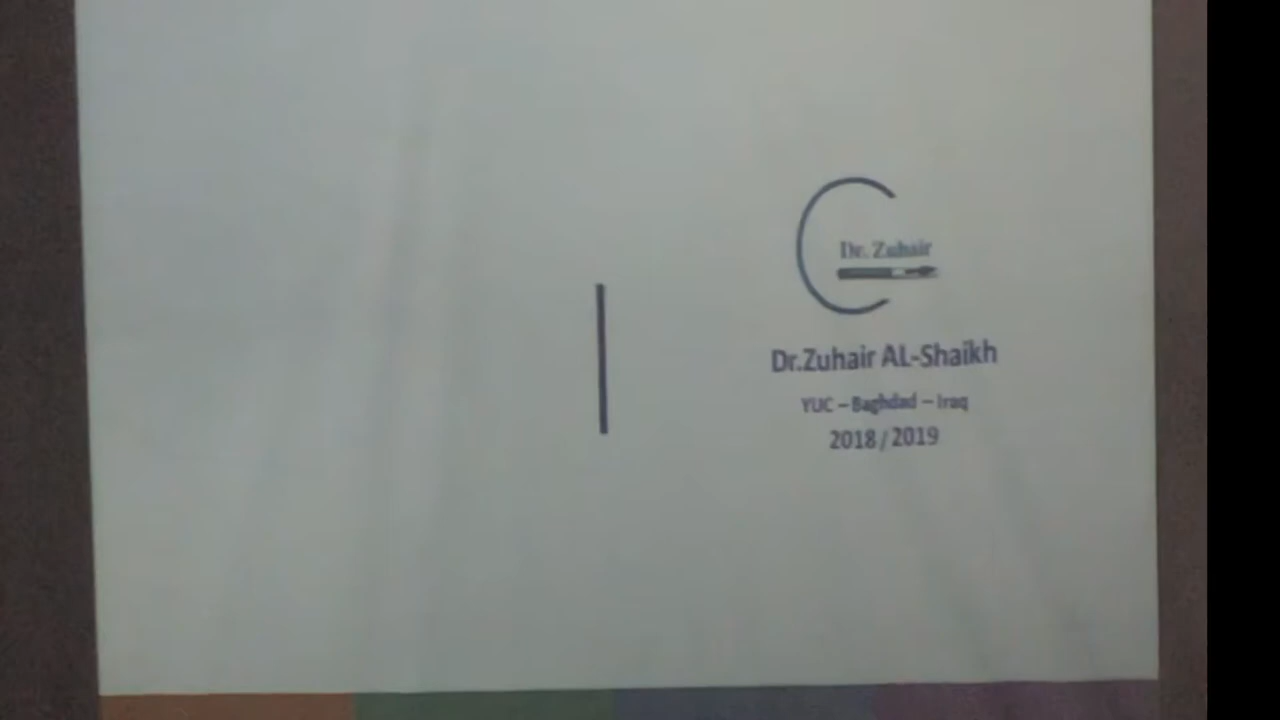 Dr. Zuhair
Dr.Zuhair AL-Shaikh
YUC – Baghdad – Iraq
2018 / 2019